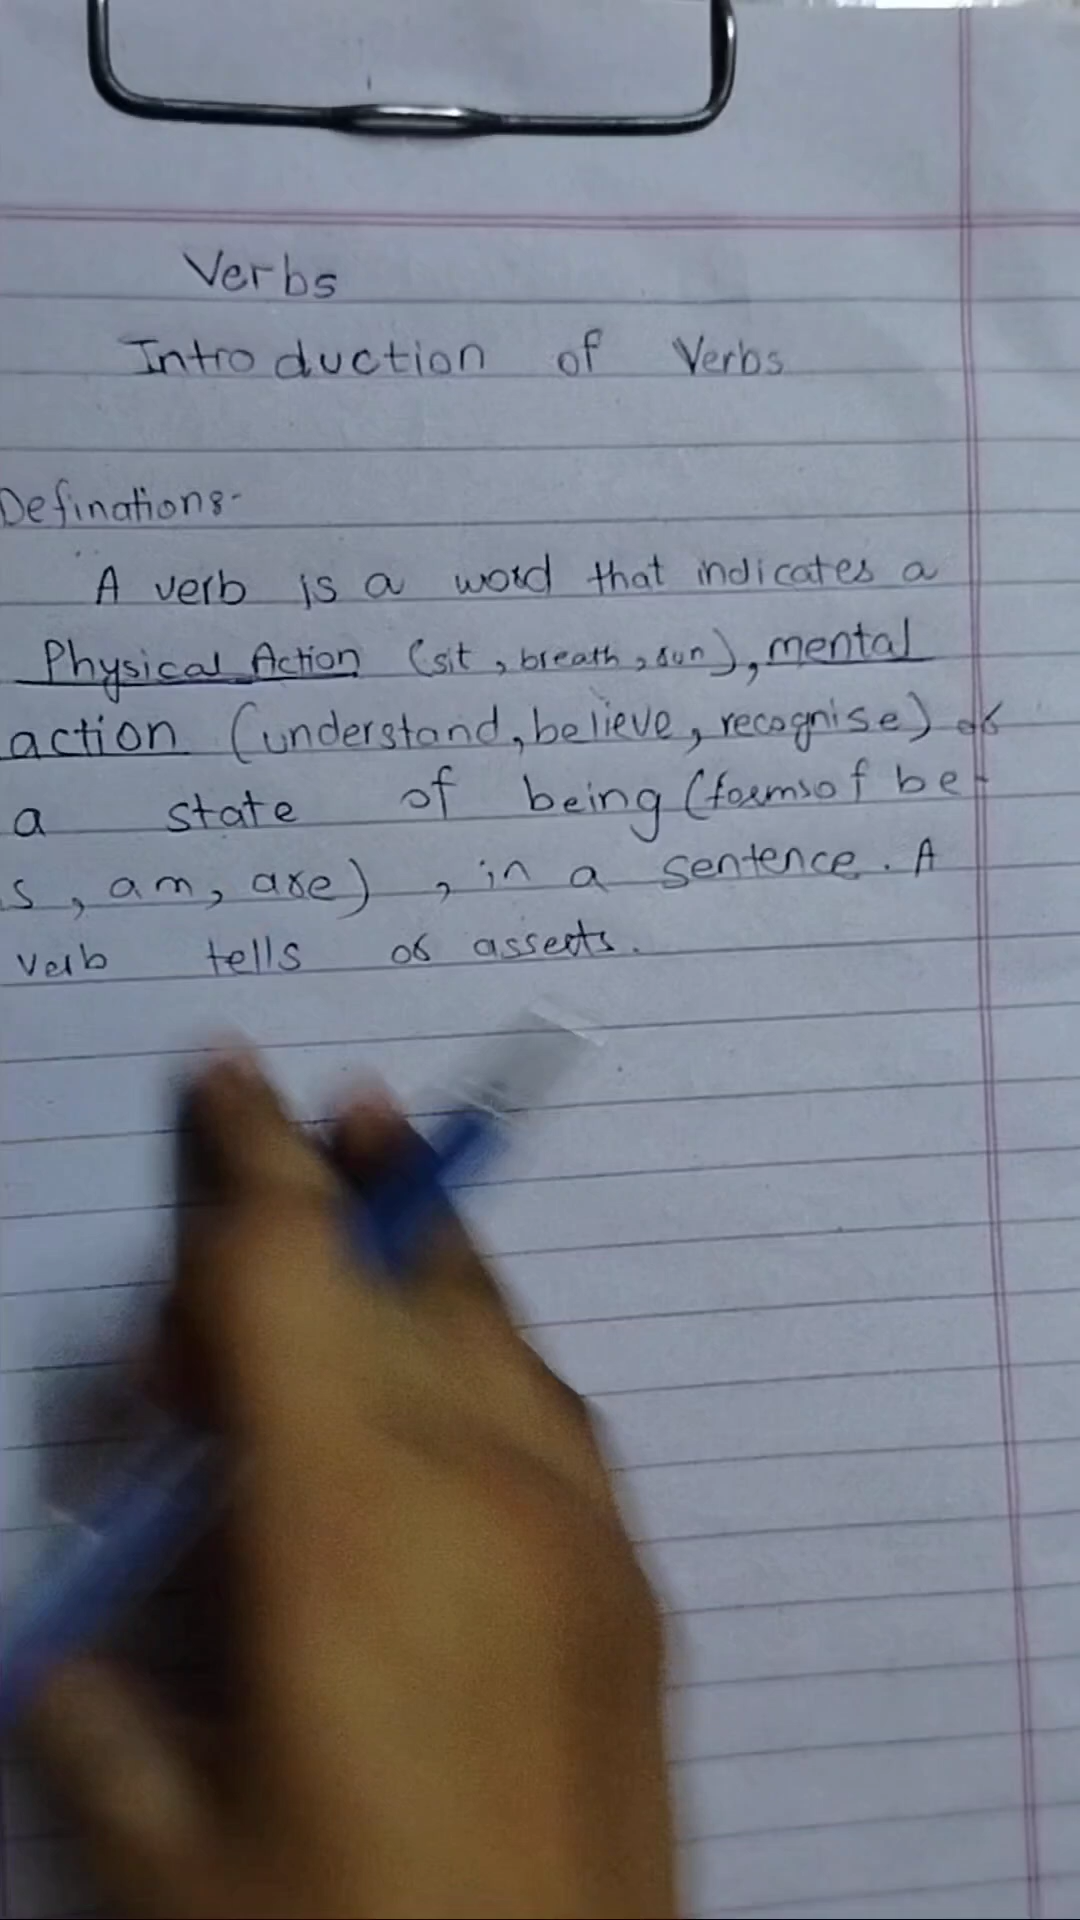 Verbs
Introduction of Verbs
Definations:-
A verb is a word that indicates a
Physical Action (sit, breath, run), mental
action (understand, believe, recognise) or
a state of being (forms of be -
s, am, are), in a sentence. A
verb tells or asserts.